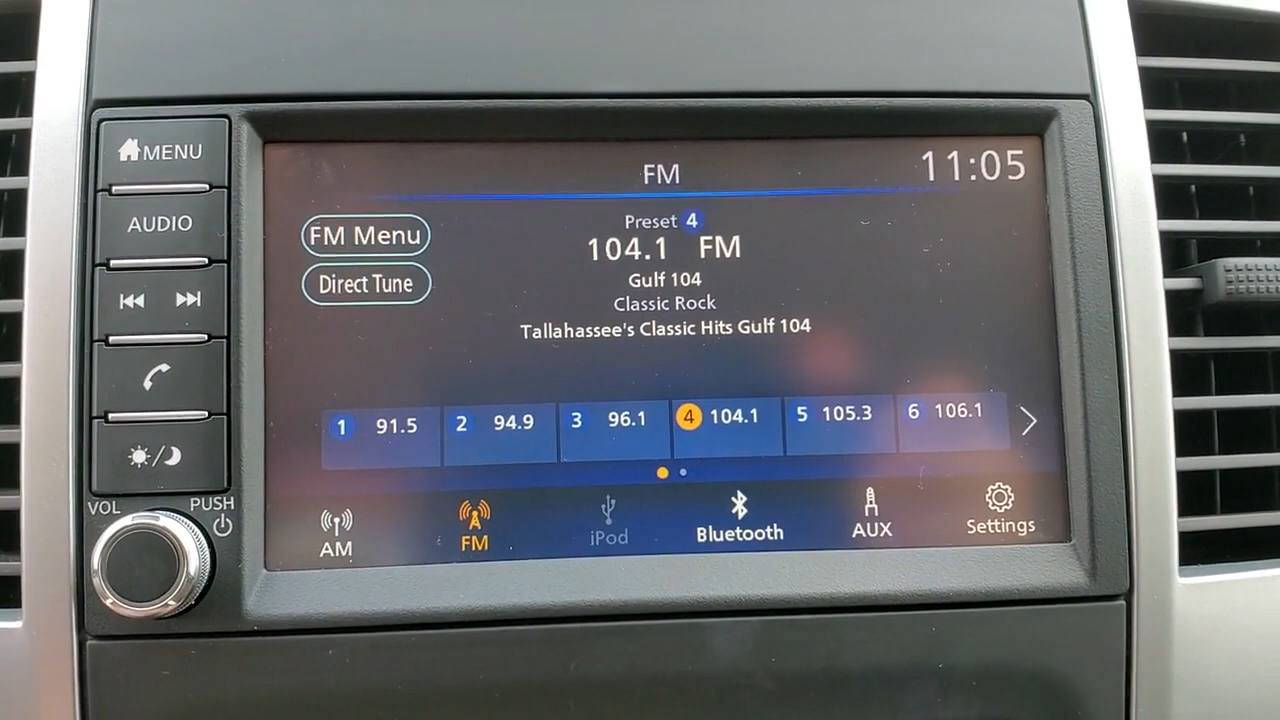 MENU
AUDIO
VOL
PUSH
FM
11:05
FM Menu
Direct Tune
Preset 4
104.1 FM
Gulf 104
Classic Rock
Tallahassee's Classic Hits Gulf 104
1 91.5
2 94.9
3 96.1
4 104.1
5 105.3
6 106.1
AM
FM
iPod
Bluetooth
AUX
Settings